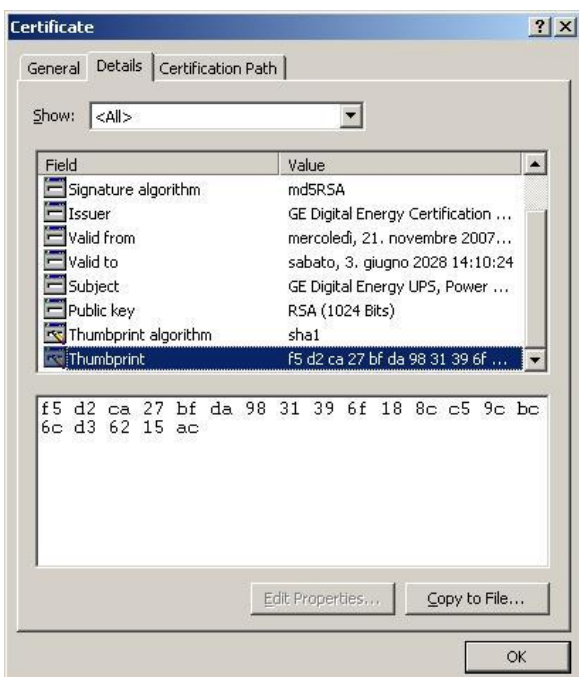 Certificate
General Details Certification Path
Show: <All>
Field Value
Signature algorithm md5RSA
Issuer GE Digital Energy Certification ...
Valid from mercoledì, 21. novembre 2007...
Valid to sabato, 3. giugno 2028 14:10:24
Subject GE Digital Energy UPS, Power ...
Public key RSA (1024 Bits)
Thumbprint algorithm sha1
Thumbprint f5 d2 ca 27 bf da 98 31 39 6f ...
f5 d2 ca 27 bf da 98 31 39 6f 18 8c c5 9c bc
6c d3 62 15 ac
Edit Properties... Copy to File...
OK